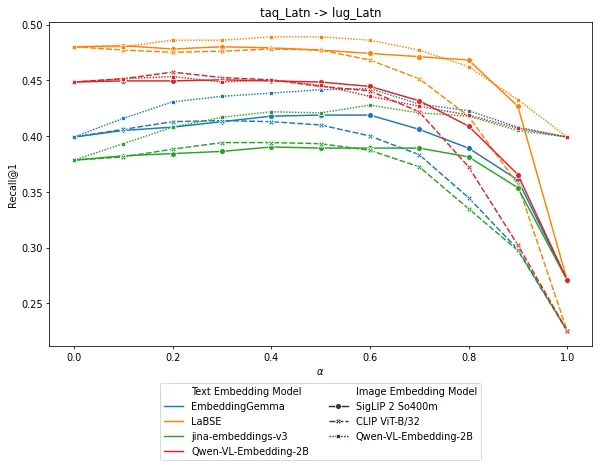 taq_Latn -> lug_Latn
0.50
0.45
0.40
0.35
0.30
0.25
Recall@1
0.0 0.2 0.4 0.6 0.8 1.0
α
Text Embedding Model Image Embedding Model
EmbeddingGemma SigLIP 2 So400m
LaBSE CLIP ViT-B/32
jina-embeddings-v3 Qwen-VL-Embedding-2B
Qwen-VL-Embedding-2B